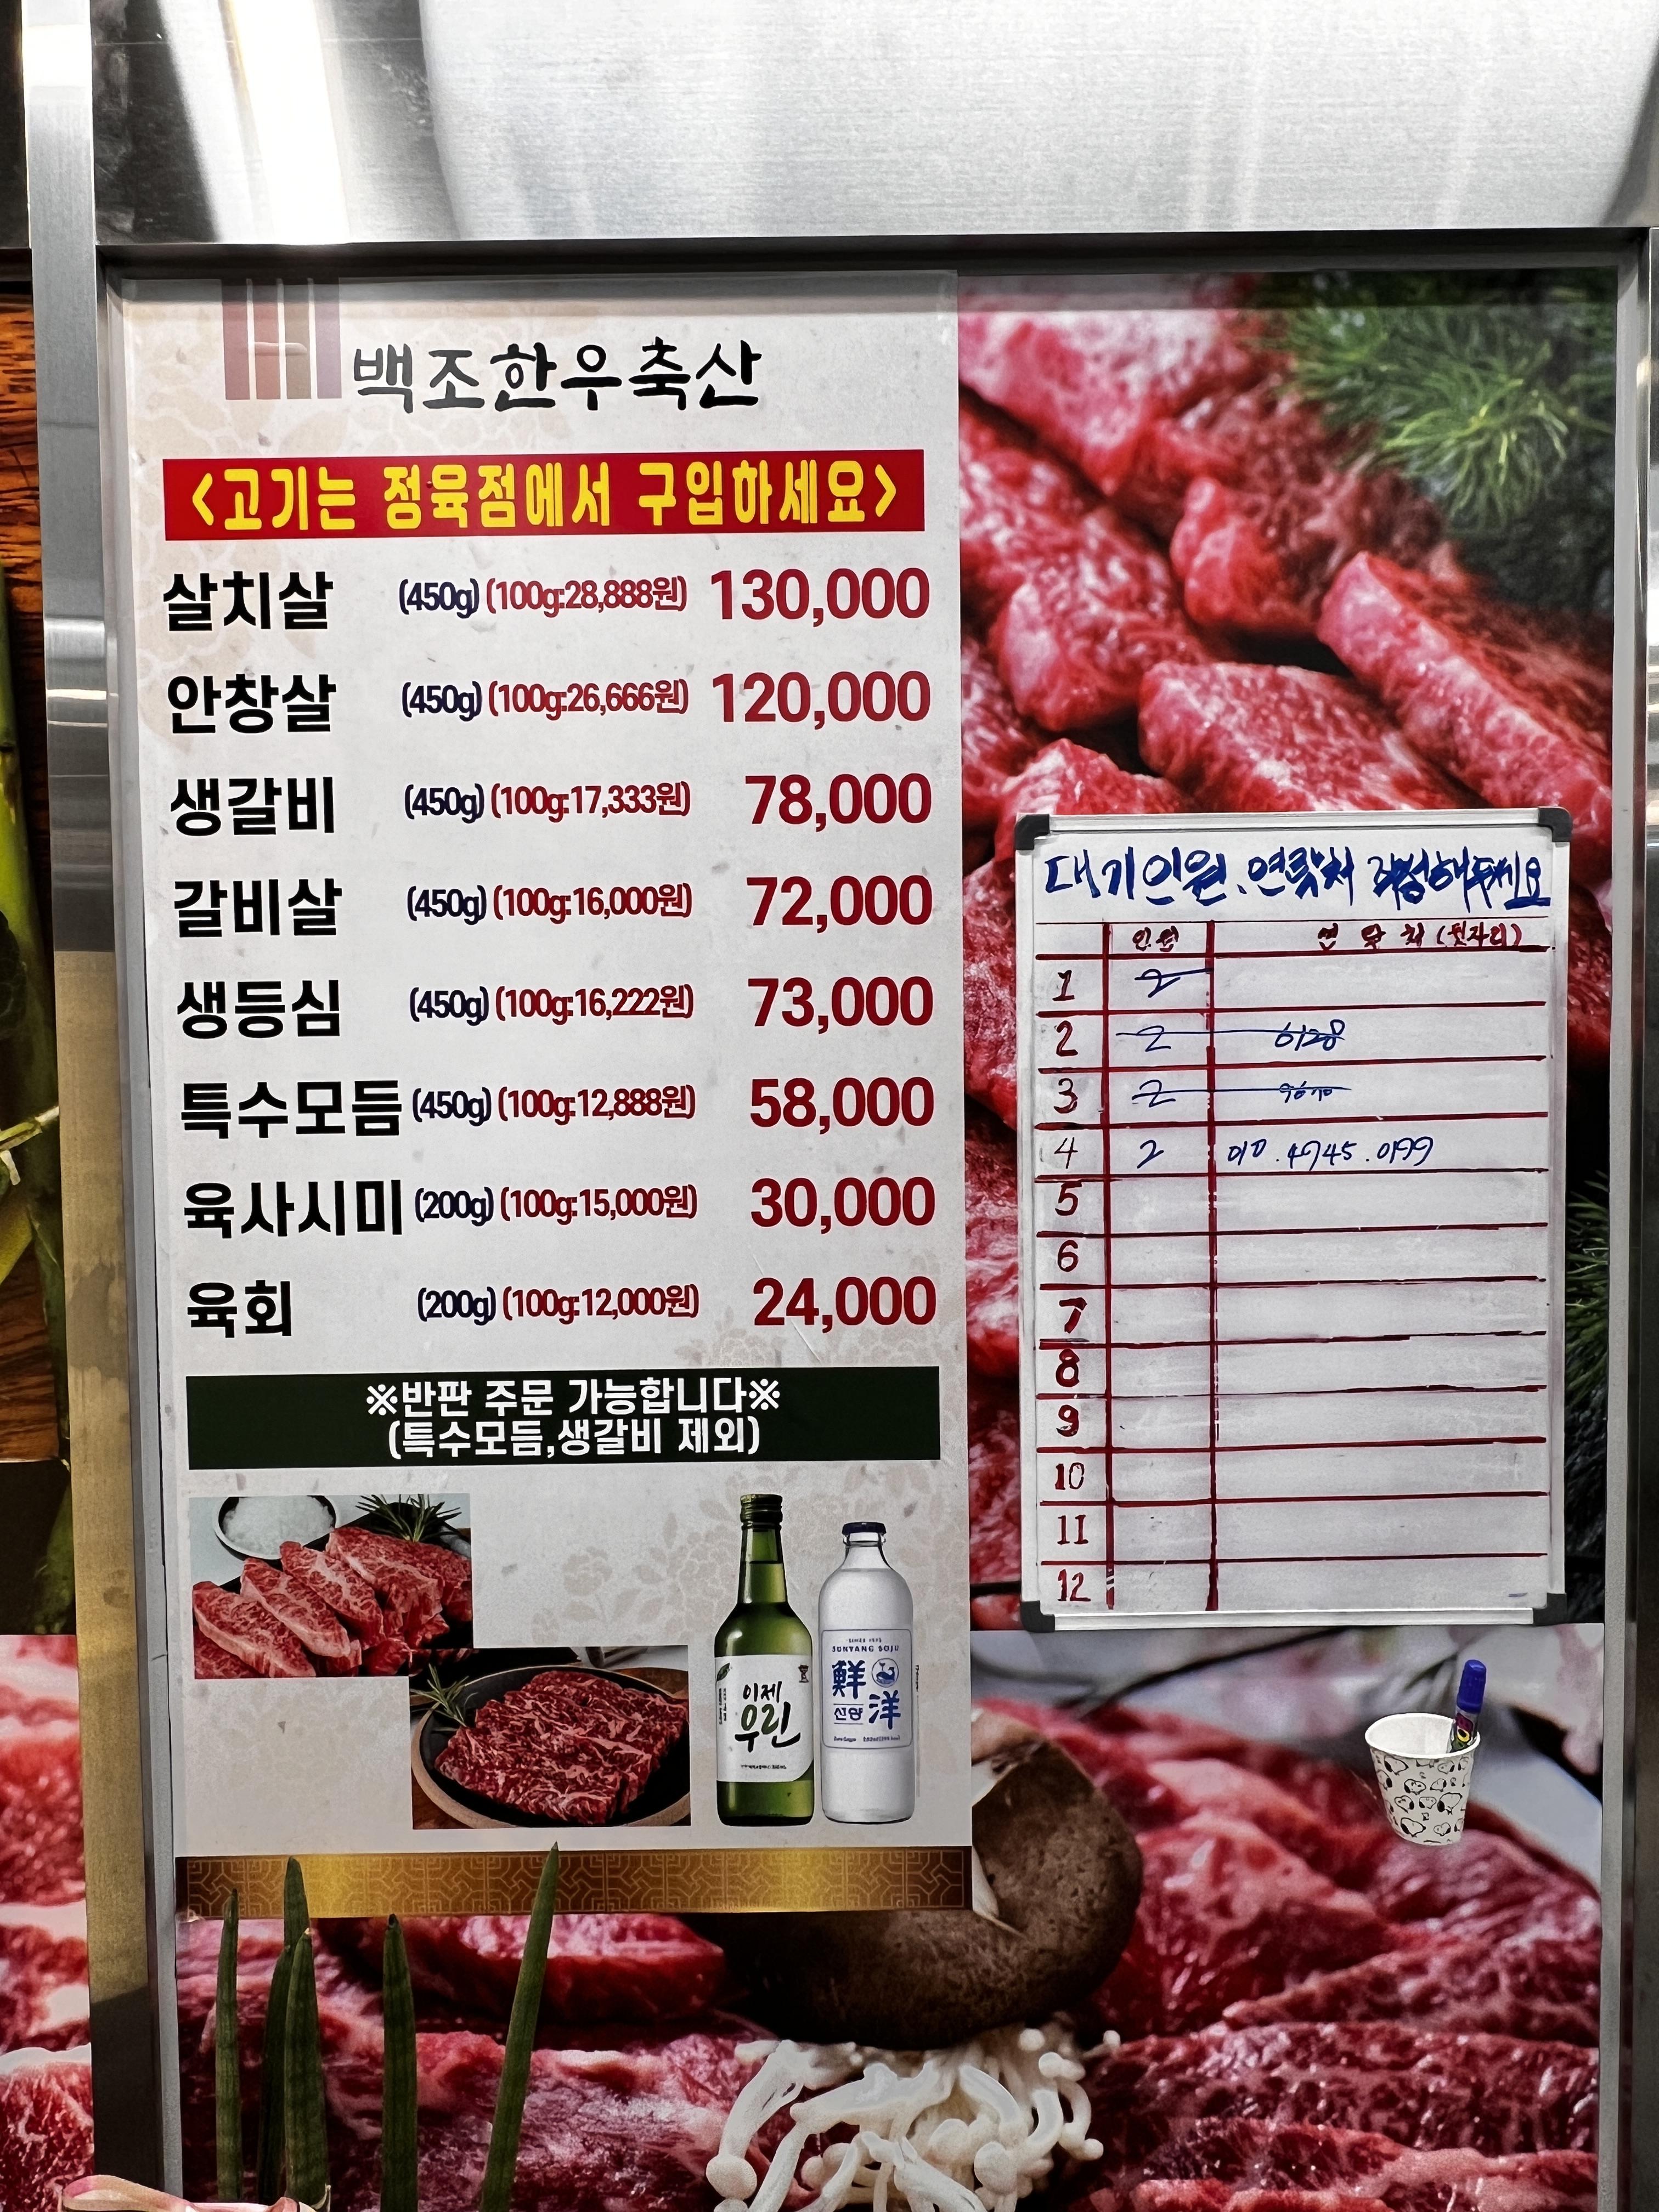 백조한우축산
<고기는 정육점에서 구입하세요>
살치살 (450g) (100g:28,888원) 130,000
안창살 (450g) (100g:26,666원) 120,000
생갈비 (450g) (100g:17,333원) 78,000
갈비살 (450g) (100g:16,000원) 72,000
생등심 (450g) (100g:16,222원) 73,000
특수모듬 (450g) (100g:12,888원) 58,000
육사시미 (200g) (100g:15,000원) 30,000
육회 (200g) (100g:12,000원) 24,000
※반판 주문 가능합니다※
(특수모듬,생갈비 제외)
이제
우린
SUNYANG SOJU
鮮
洋
선양
대기인원. 연락처 작성해주세요
인원 연 락 처 (뒷자리)
1 2
2 2 6128
3 2
4 2 010.4945.0199
5
6
7
8
9
10
11
12